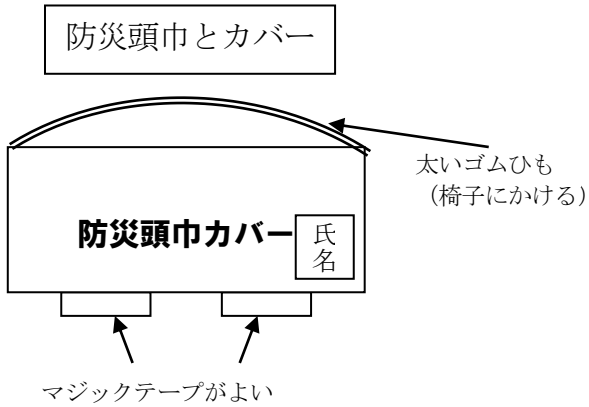 防災頭巾とカバー
太いゴムひも
（椅子にかける）
防災頭巾カバー
氏名
マジックテープがよい